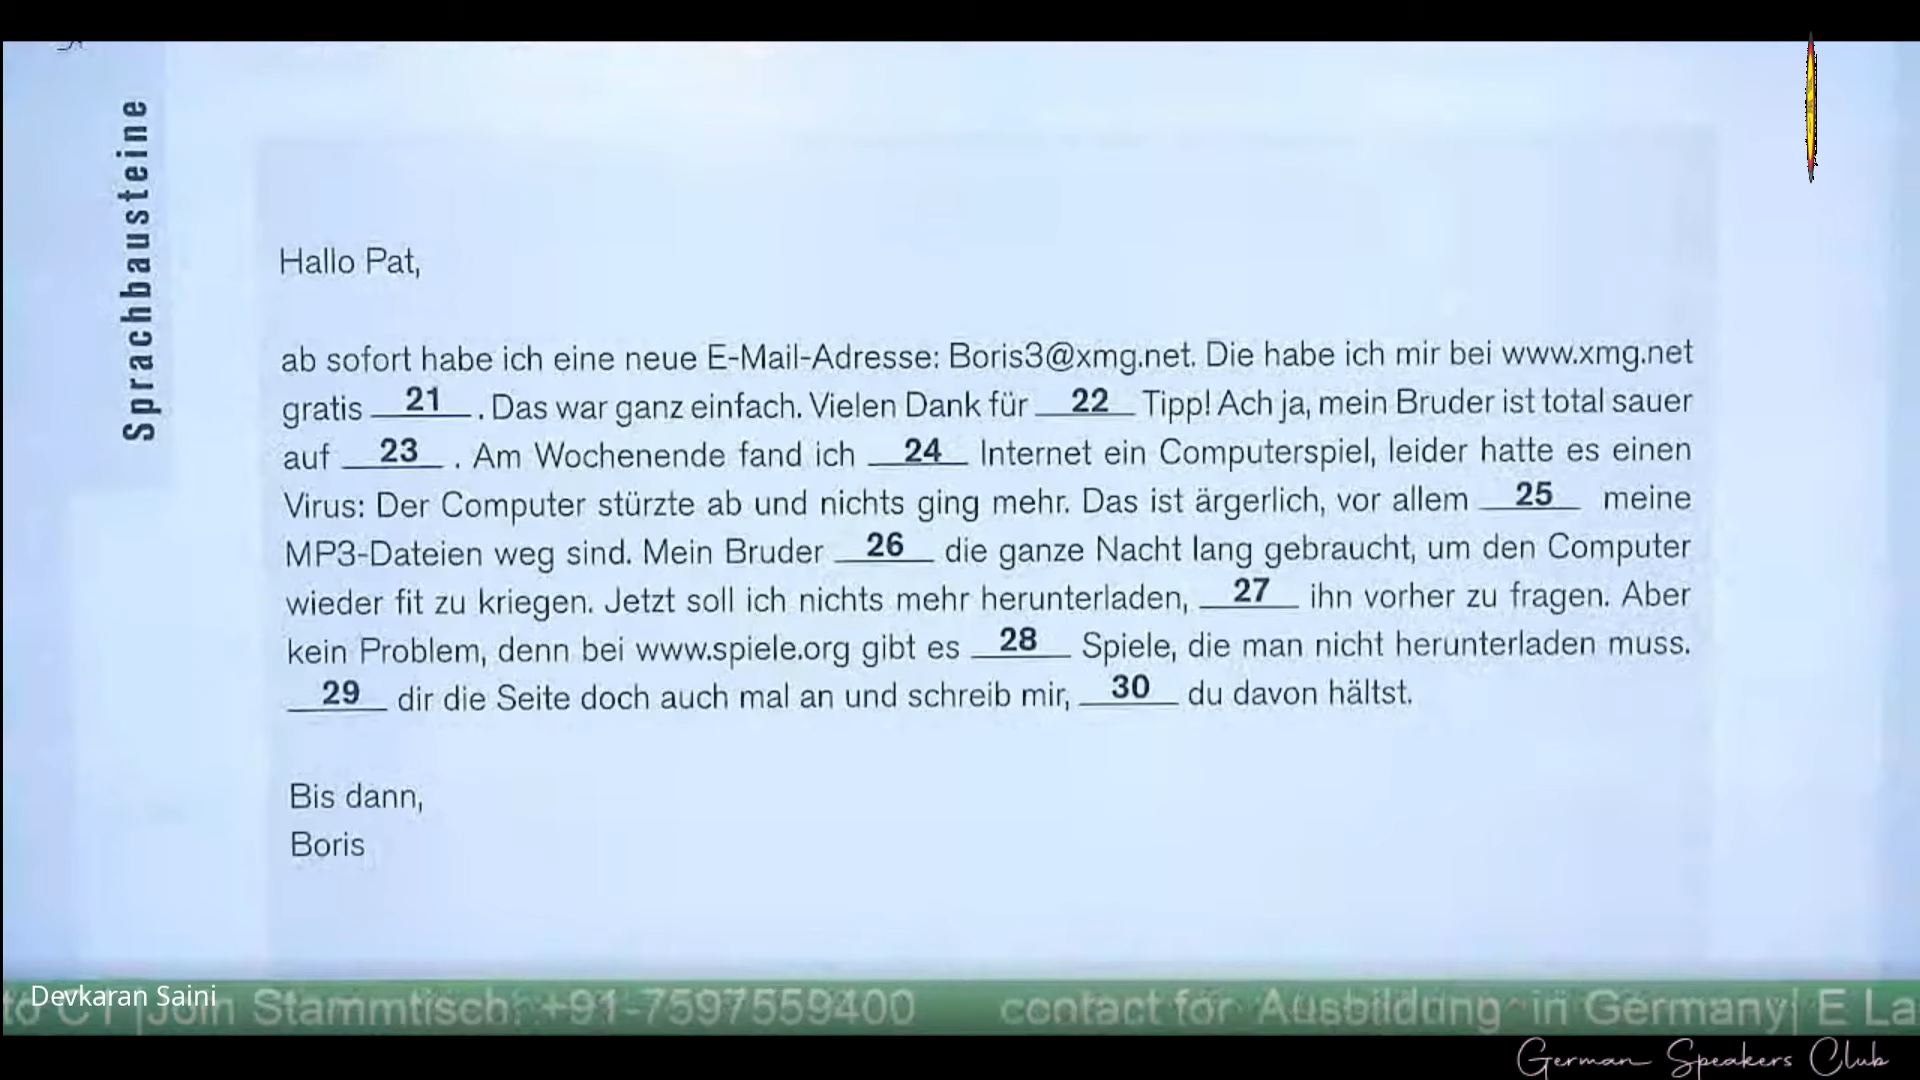 Sprachbausteine
Hallo Pat,
ab sofort habe ich eine neue E-Mail-Adresse: Boris3@xmg.net. Die habe ich mir bei www.xmg.net
gratis 21 . Das war ganz einfach. Vielen Dank für 22 Tipp! Ach ja, mein Bruder ist total sauer
auf 23 . Am Wochenende fand ich 24 Internet ein Computerspiel, leider hatte es einen
Virus: Der Computer stürzte ab und nichts ging mehr. Das ist ärgerlich, vor allem 25 meine
MP3-Dateien weg sind. Mein Bruder 26 die ganze Nacht lang gebraucht, um den Computer
wieder fit zu kriegen. Jetzt soll ich nichts mehr herunterladen, 27 ihn vorher zu fragen. Aber
kein Problem, denn bei www.spiele.org gibt es 28 Spiele, die man nicht herunterladen muss.
29 dir die Seite doch auch mal an und schreib mir, 30 du davon hältst.
Bis dann,
Boris
Devkaran Saini
to C1 |Join Stammtisch: +91-7597559400 contact for Ausbildung in Germany| E La
German Speakers Club